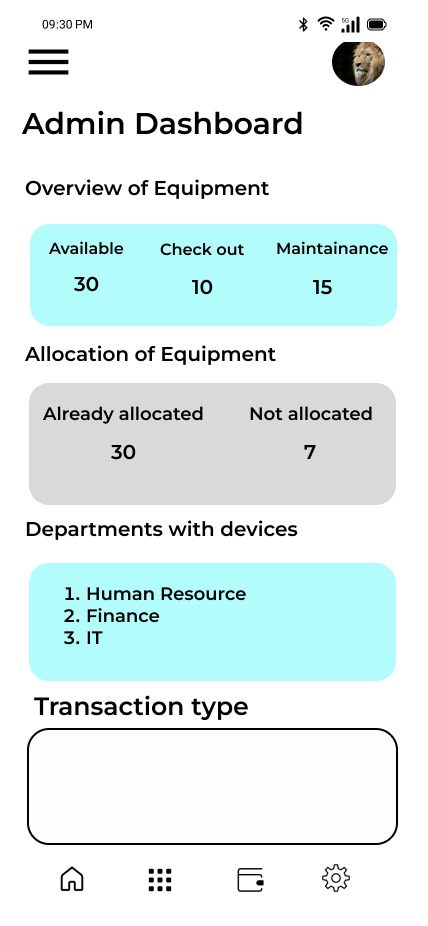 09:30 PM
5G
Admin Dashboard
Overview of Equipment
Available Check out Maintainance
30 10 15
Allocation of Equipment
Already allocated Not allocated
30 7
Departments with devices
1. Human Resource
2. Finance
3. IT
Transaction type